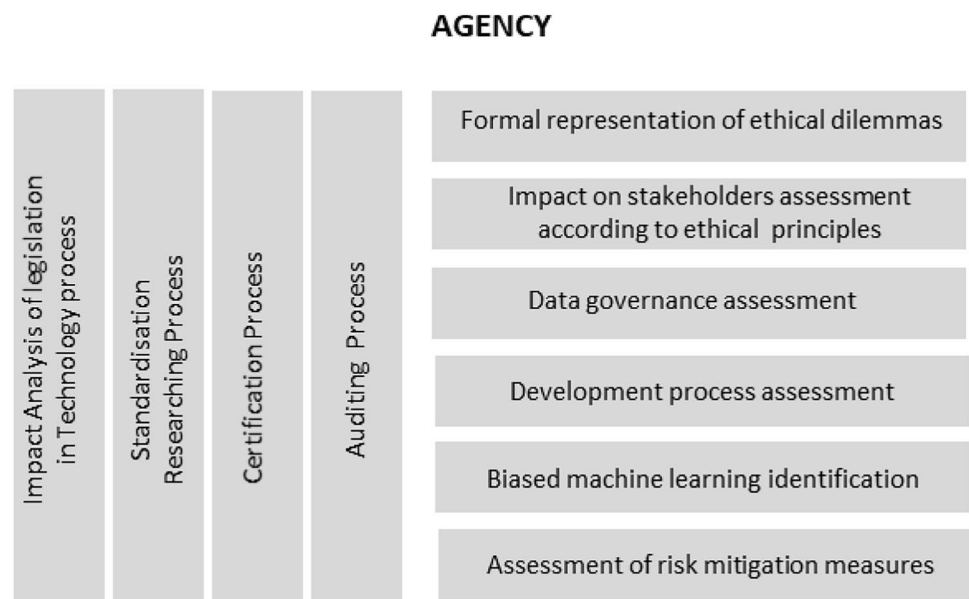 AGENCY
Impact Analysis of legislation
in Technology process
Standardisation
Researching Process
Certification Process
Auditing Process
Formal representation of ethical dilemmas
Impact on stakeholders assessment
according to ethical principles
Data governance assessment
Development process assessment
Biased machine learning identification
Assessment of risk mitigation measures